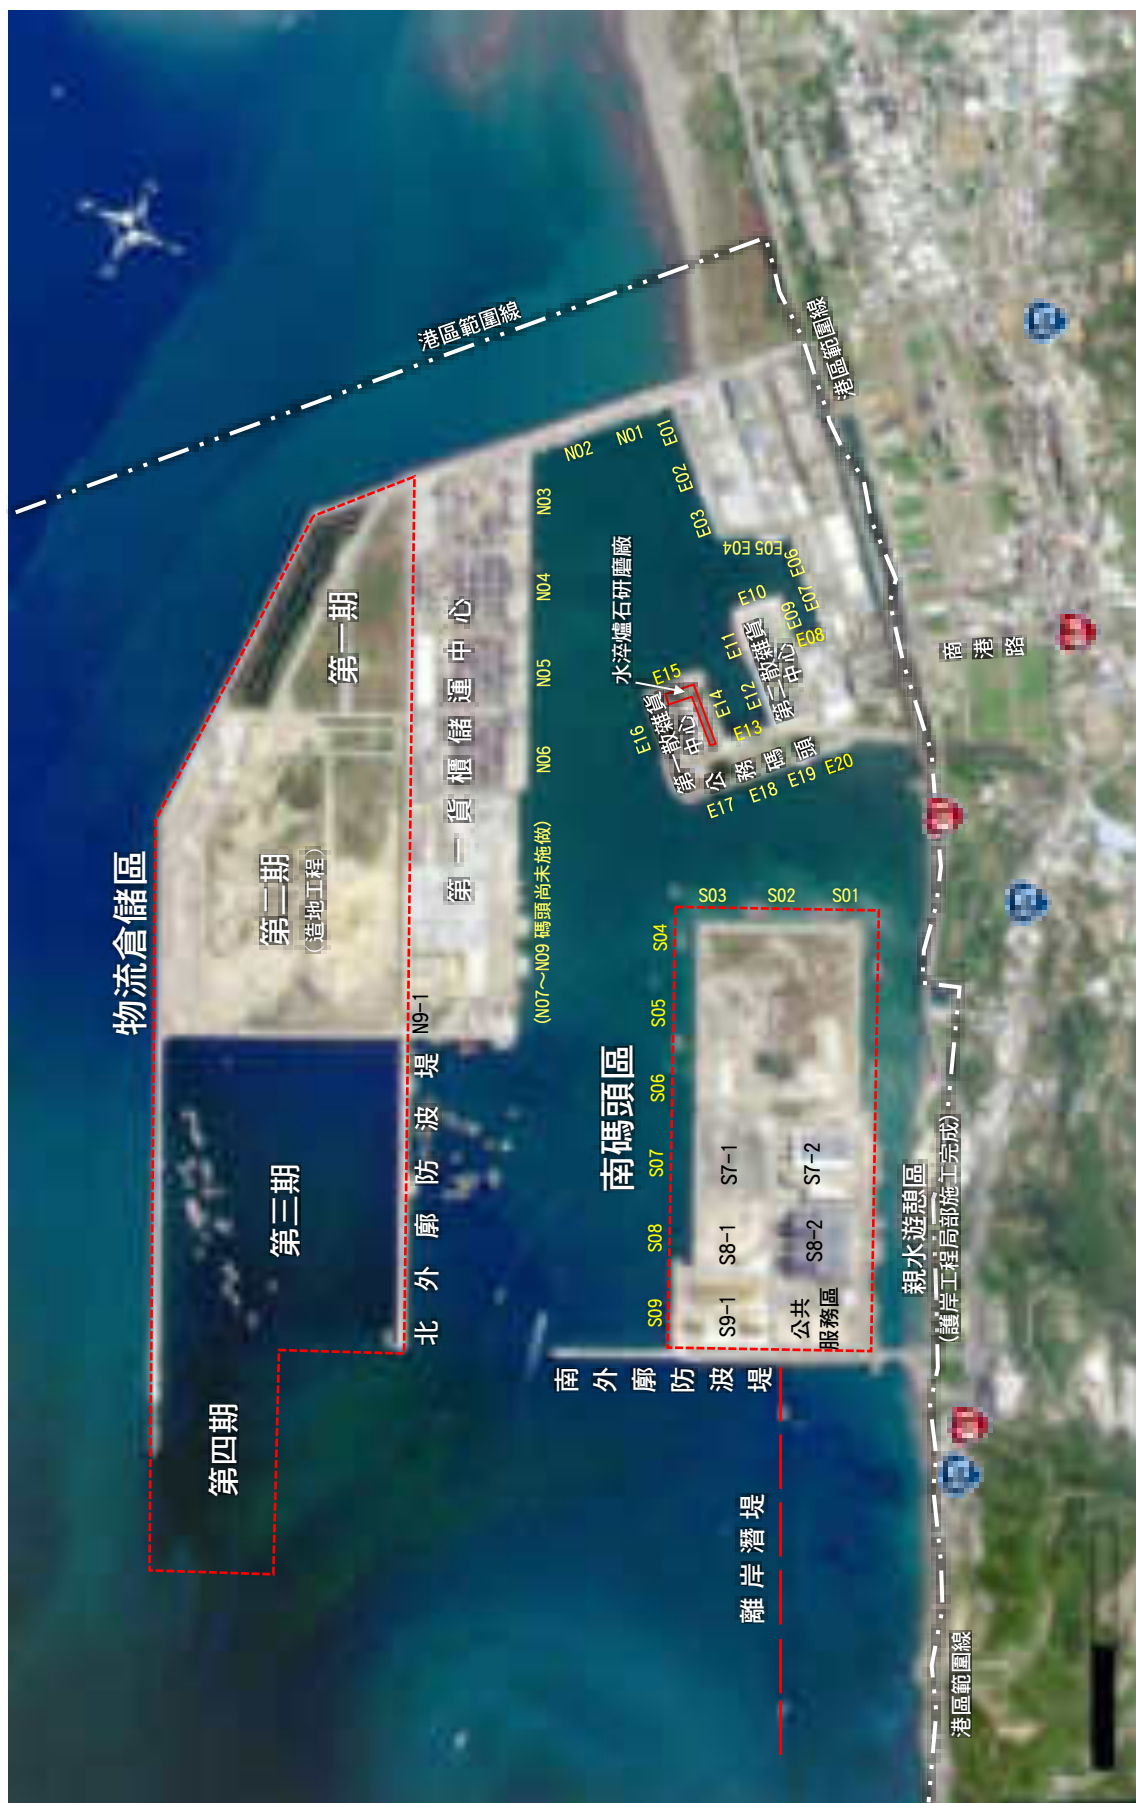 物流倉儲區
第一期
第二期
(造地工程)
第三期
第四期
第一貨櫃儲運中心
N9-1
北外廓防波堤
港區範圍線
港區範圍線
N02
N01
E01
E02
E03
E04
E05
E06
E07
E08
E09
E10
E11
E12
E13
E14
E15
E16
N03
N04
N05
N06
(N07～N09 碼頭尚未施做)
水淬爐石研磨廠
第一散雜貨
中心
第二散雜貨
中心
公務碼頭
E17
E18
E19
E20
商港路
南碼頭區
S01
S02
S03
S04
S05
S06
S07
S08
S09
S7-1
S7-2
S8-1
S8-2
S9-1
公共
服務區
南外廓防波堤
離岸潛堤
親水遊憩區
(護岸工程局部施工完成)
港區範圍線